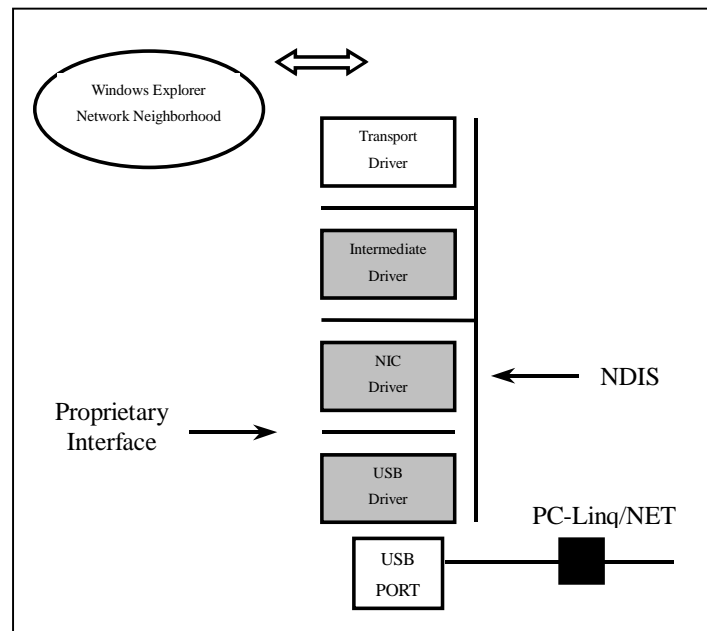 Windows Explorer
Network Neighborhood
Transport
Driver
Intermediate
Driver
NIC
Driver
NDIS
Proprietary
Interface
USB
Driver
PC-Linq/NET
USB
PORT